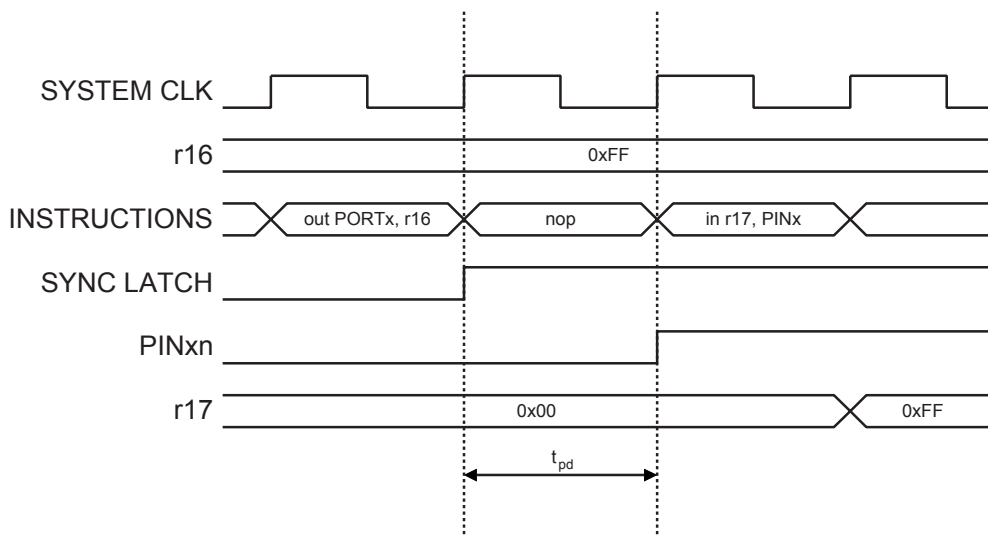 SYSTEM CLK
r16
0xFF
INSTRUCTIONS
out PORTx, r16
nop
in r17, PINx
SYNC LATCH
PINxn
r17
0x00
0xFF
tpd